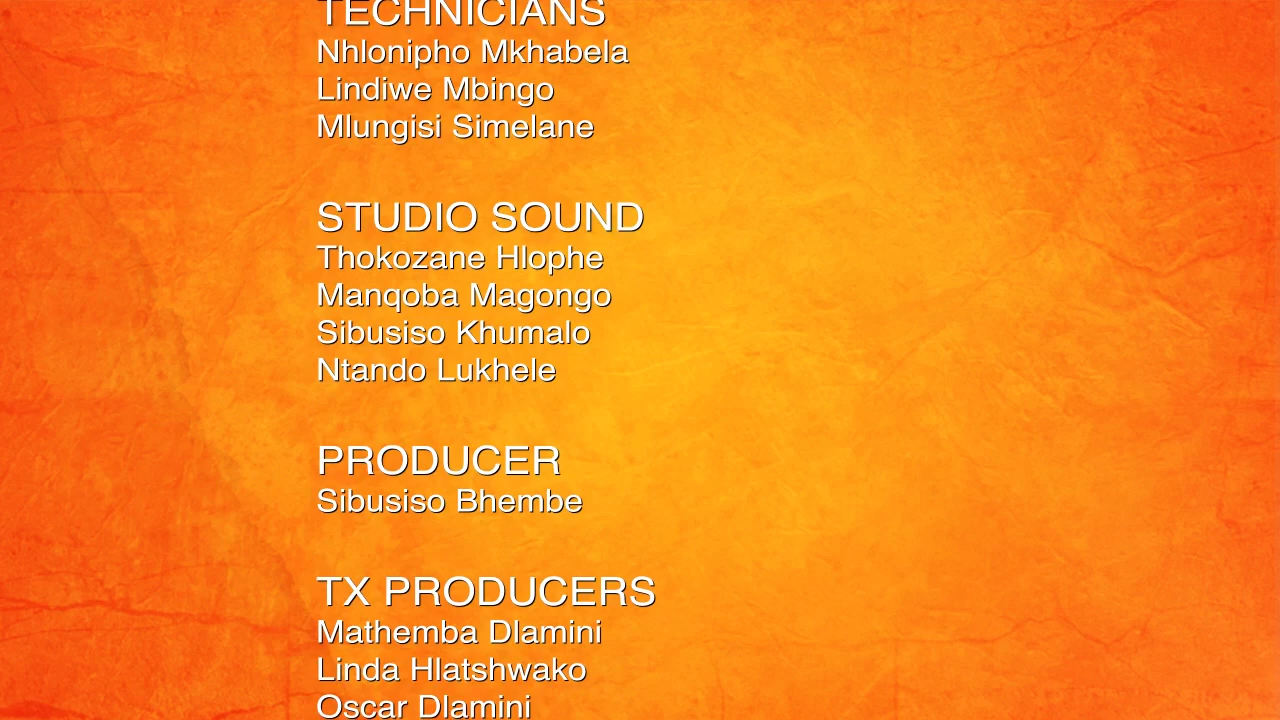 TECHNICIANS
Nhlonipho Mkhabela
Lindiwe Mbingo
Mlungisi Simelane
STUDIO SOUND
Thokozane Hlophe
Manqoba Magongo
Sibusiso Khumalo
Ntando Lukhele
PRODUCER
Sibusiso Bhembe
TX PRODUCERS
Mathemba Dlamini
Linda Hlatshwako
Oscar Dlamini